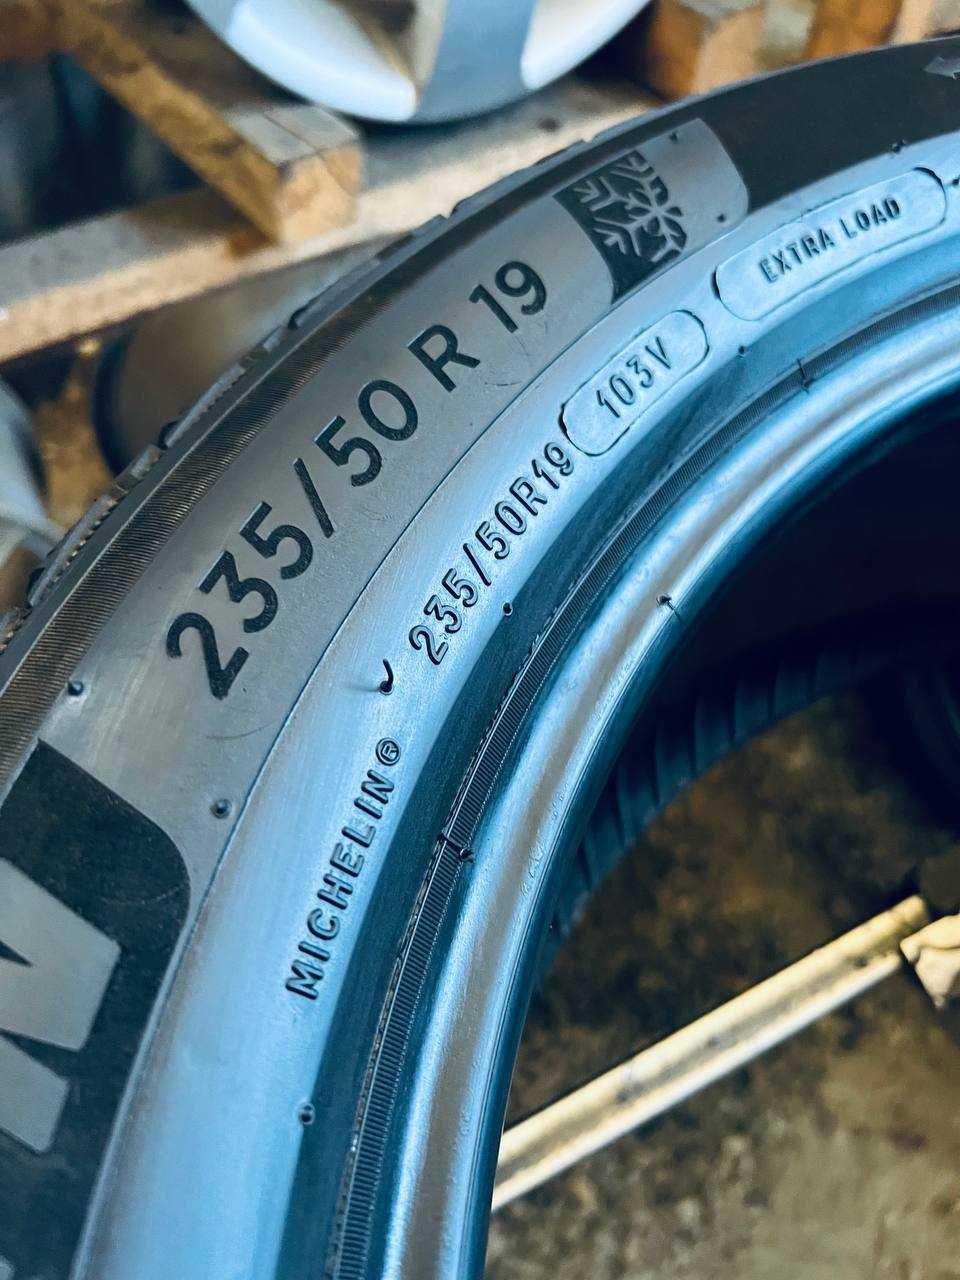 235/50 R 19
MICHELIN®
235/50R19
103V
EXTRA LOAD